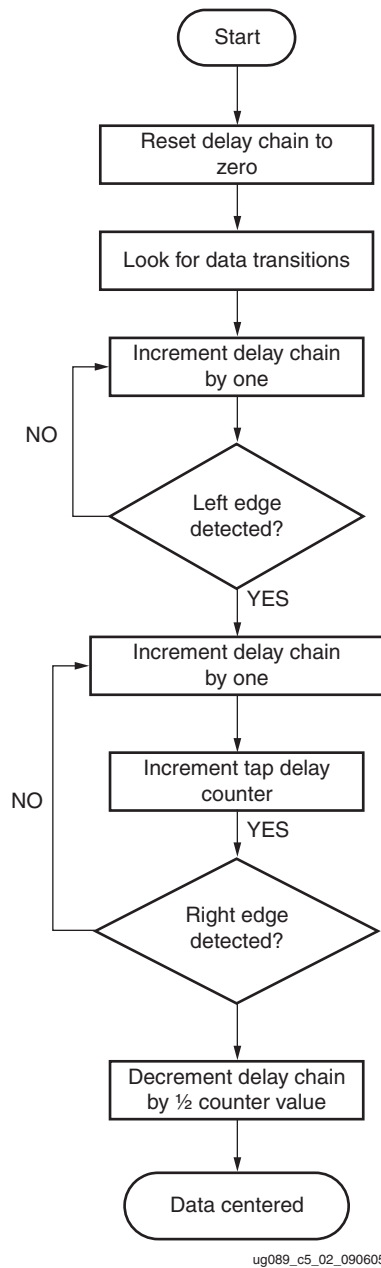 Start
Reset delay chain to
zero
Look for data transitions
Increment delay chain
by one
NO
Left edge
detected?
YES
Increment delay chain
by one
Increment tap delay
counter
NO
YES
Right edge
detected?
Decrement delay chain
by ½ counter value
Data centered
ug089_c5_02_090605